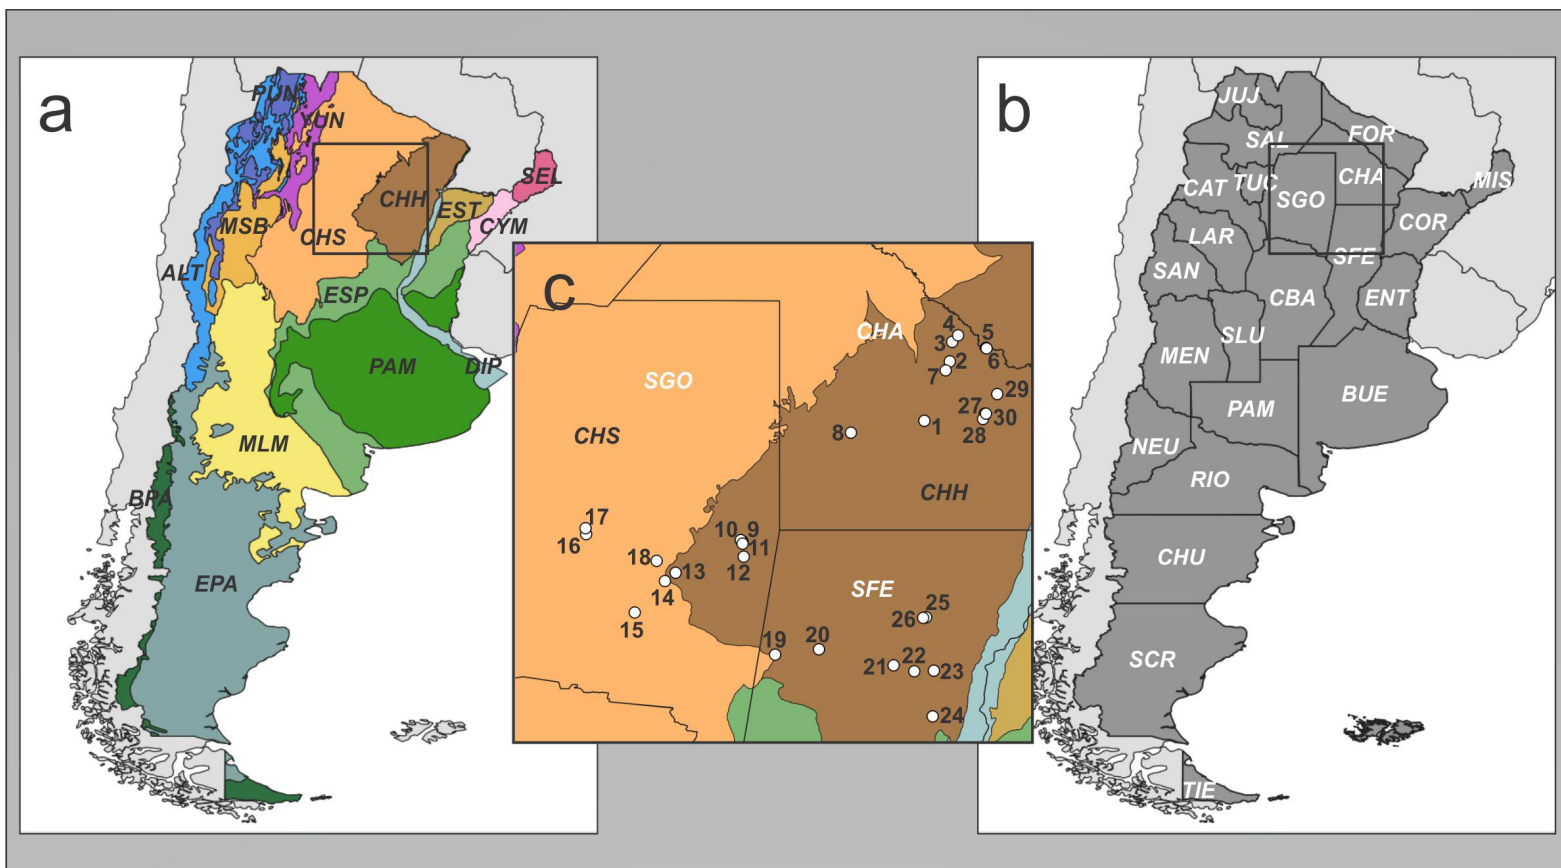 a
PUN
YUN
SEL
CHH
EST
MSB
CYM
CHS
ALT
ESP
PAM
DIP
MLM
BPA
EPA
c
CHA
4
5
3
6
2
7
SGO
29
27
30
1
28
CHS
8
CHH
17
10 9
16
11
18
12
13
14
SFE
25
26
15
19
20
22
21
23
24
b
JUJ
SAL
FOR
CHA
MIS
CAT
TUC
SGO
COR
LAR
SFE
SAN
CBA
ENT
SLU
MEN
BUE
PAM
NEU
RIO
CHU
SCR
TIE